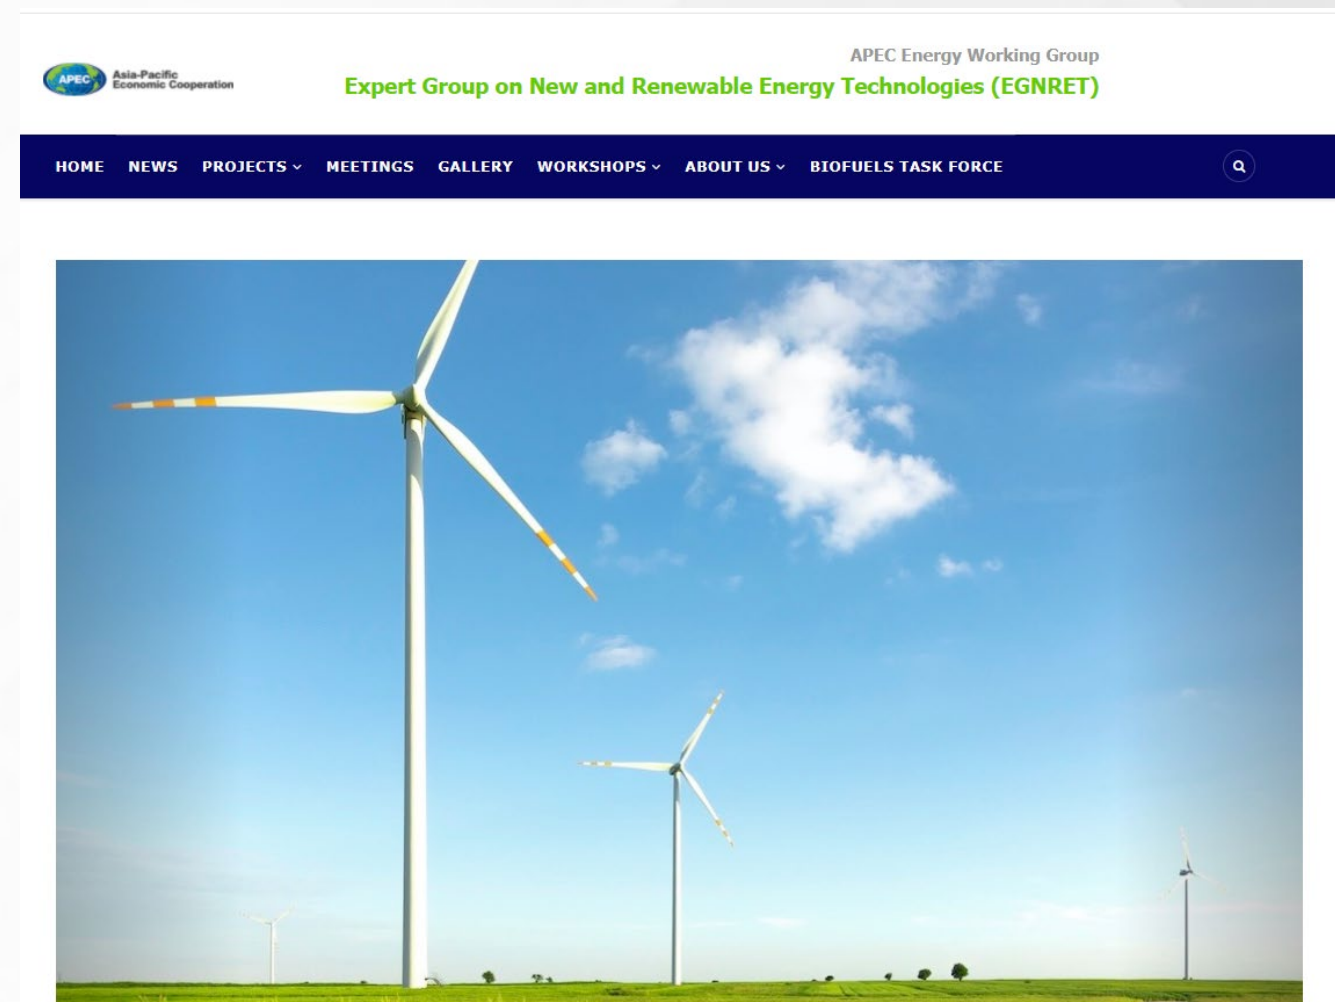 APEC Energy Working Group
APEC
Asia-Pacific
Economic Cooperation
Expert Group on New and Renewable Energy Technologies (EGNRET)
HOME NEWS PROJECTS MEETINGS GALLERY WORKSHOPS ABOUT US BIOFUELS TASK FORCE